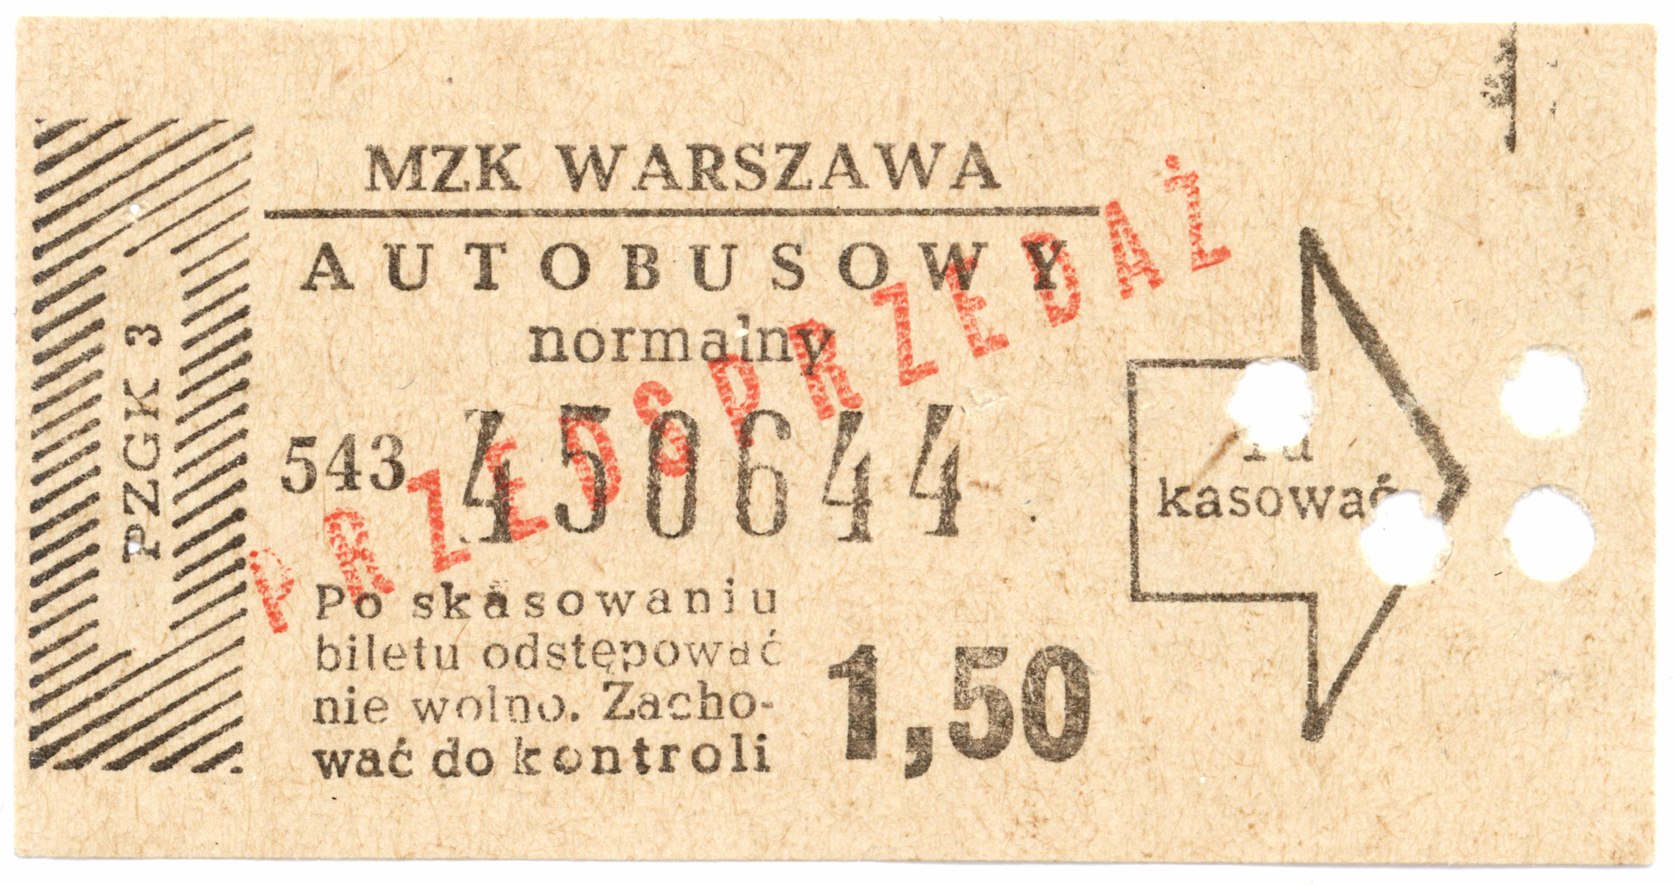 MZK WARSZAWA
AUTOBUSOWY
normalny
543 450644
PRZEDSPRZEDAŻ
Po skasowaniu
biletu odstępować
nie wolno. Zacho-
wać do kontroli
1,50
Tu
kasować
PZGK 3